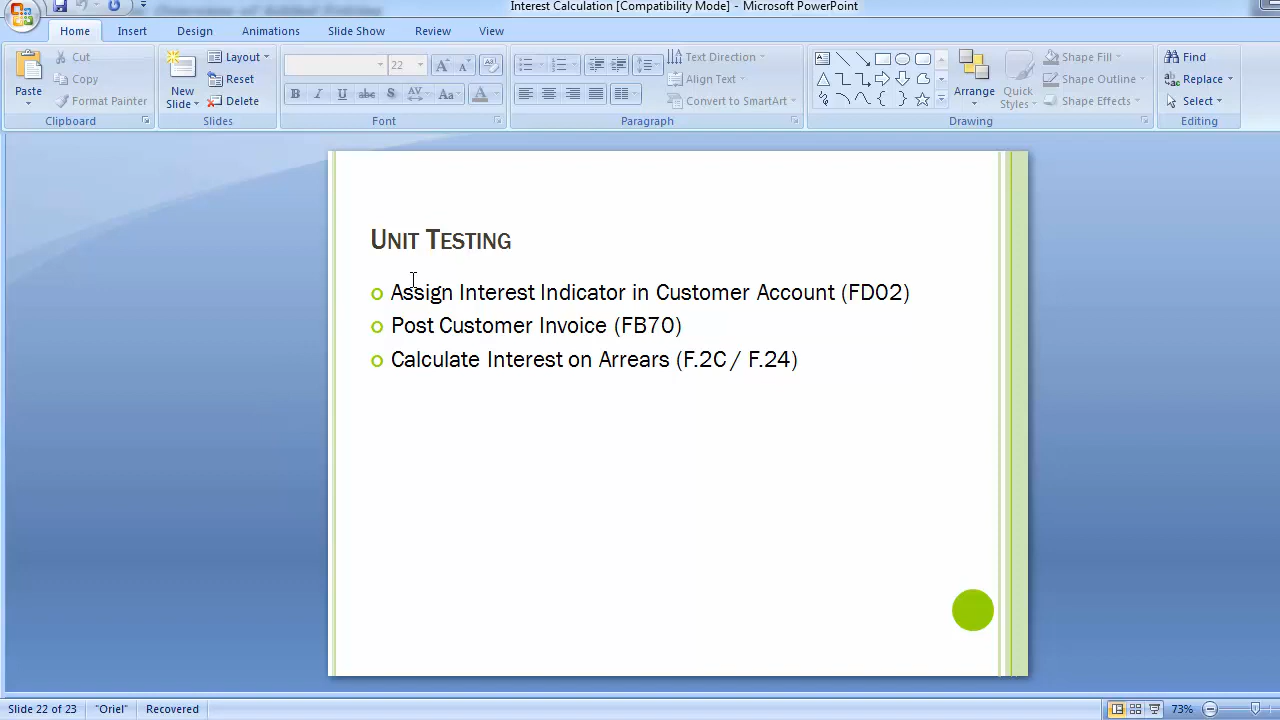 Interest Calculation [Compatibility Mode] - Microsoft PowerPoint
Home Insert Design Animations Slide Show Review View
Paste
Cut
Copy
Format Painter
Clipboard
New Slide
Layout
Reset
Delete
Slides
22
Font
Text Direction
Align Text
Convert to SmartArt
Paragraph
Arrange
Quick Styles
Shape Fill
Shape Outline
Shape Effects
Drawing
Find
Replace
Select
Editing
UNIT TESTING
Assign Interest Indicator in Customer Account (FD02)
Post Customer Invoice (FB70)
Calculate Interest on Arrears (F.2C / F.24)
Slide 22 of 23 "Oriel" Recovered 73%